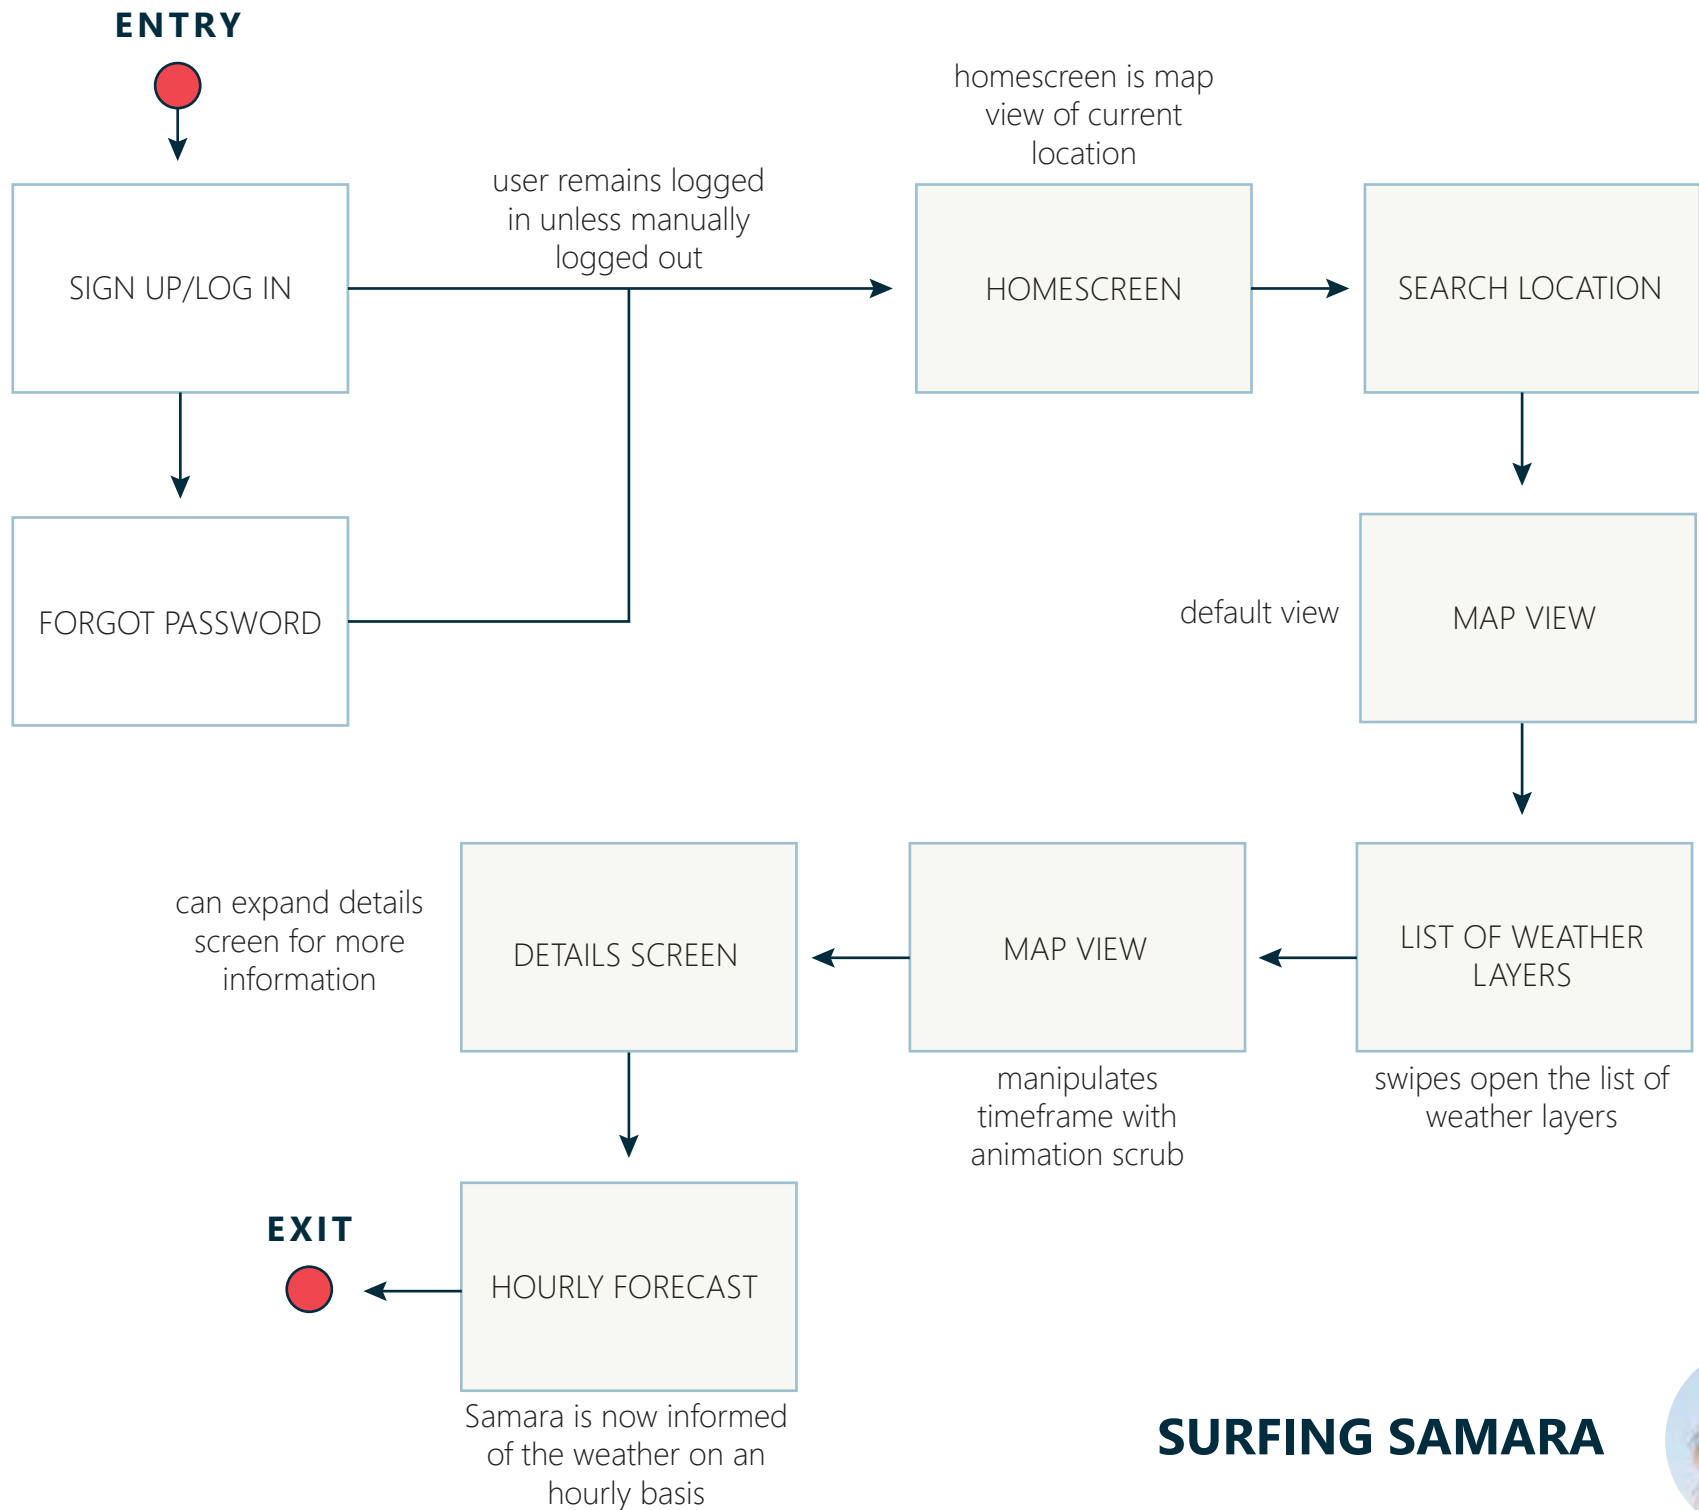 ENTRY
homescreen is map
view of current
location
user remains logged
in unless manually
logged out
SIGN UP/LOG IN
HOMESCREEN
SEARCH LOCATION
FORGOT PASSWORD
default view
MAP VIEW
can expand details
screen for more
information
DETAILS SCREEN
MAP VIEW
LIST OF WEATHER
LAYERS
manipulates
timeframe with
animation scrub
swipes open the list of
weather layers
EXIT
HOURLY FORECAST
Samara is now informed
of the weather on an
hourly basis
SURFING SAMARA